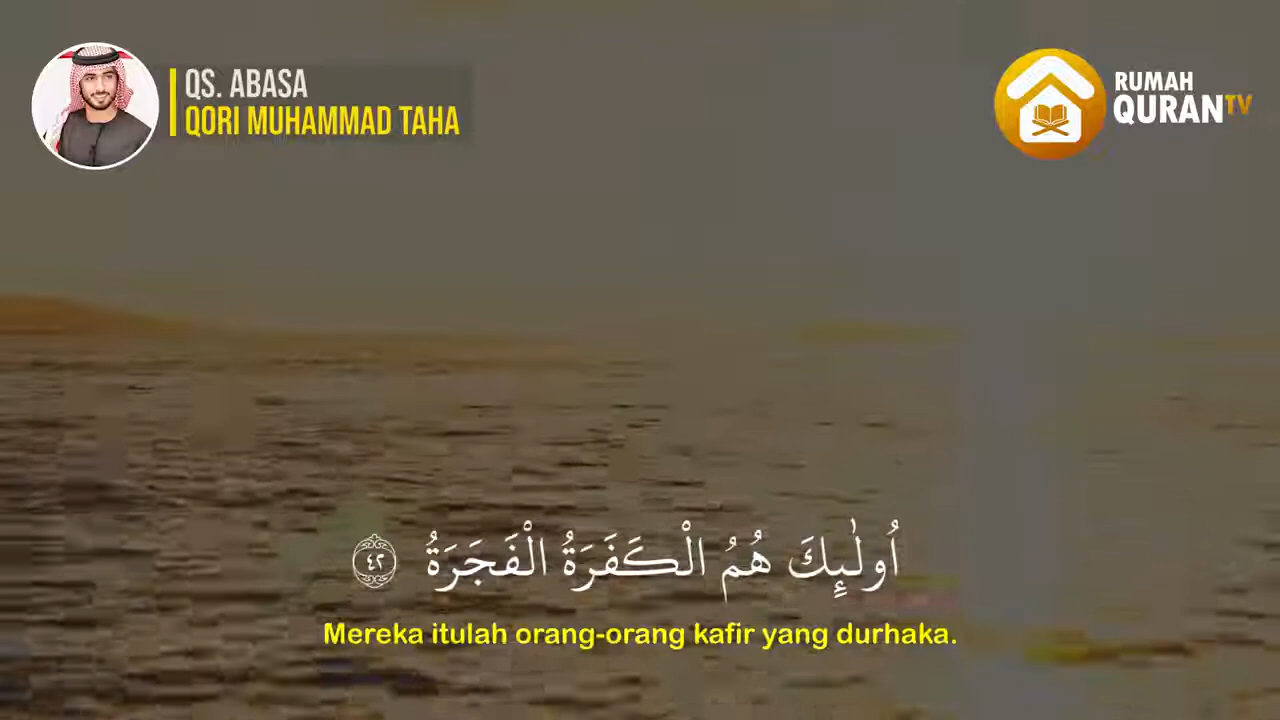 QS. ABASA
QORI MUHAMMAD TAHA
RUMAH
QURANTV
اُولٰۤىِٕكَ هُمُ الْكَفَرَةُ الْفَجَرَةُ ٤٢
Mereka itulah orang-orang kafir yang durhaka.